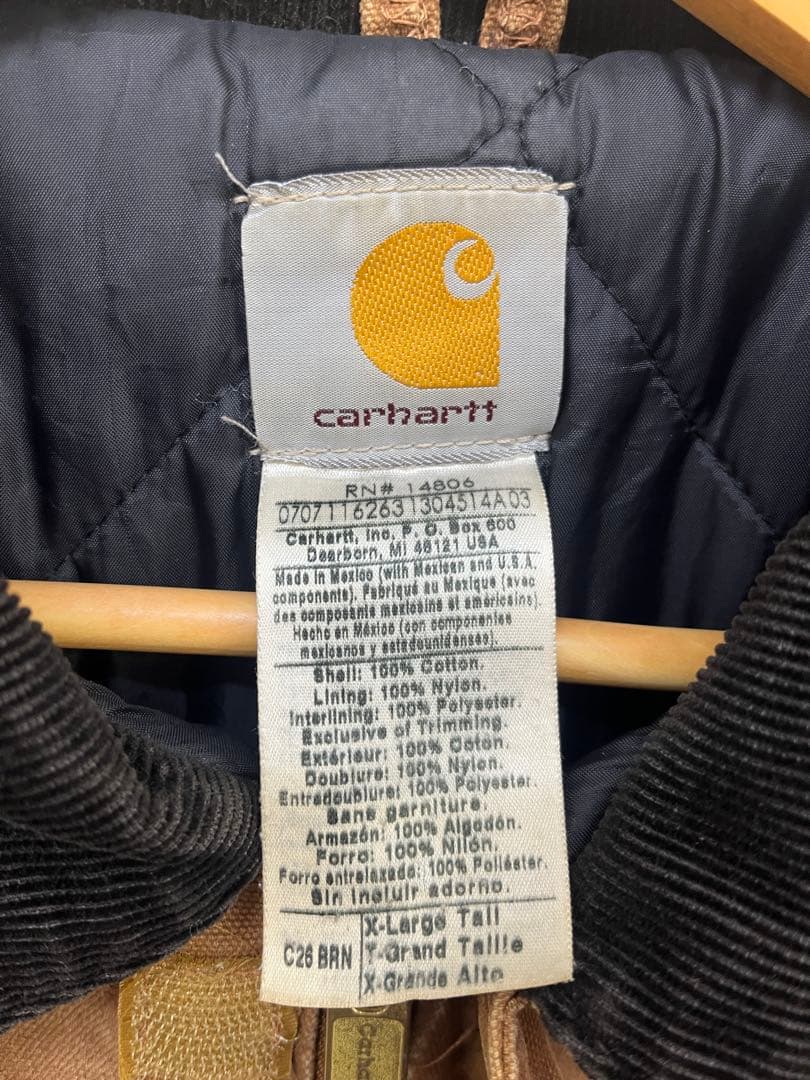 carhartt
RN# 14806
0707116263130451 4A03
Carhartt, Inc, P. O. Box 600
Dearborn, MI 48121 USA
Made in Mexico (with Mexican and U.S.A.
components). Fabriqué au Mexique (avec
des composants mexicains et américains).
Hecho en México (con componentes
mexicanos y estadounidenses).
Shell: 100% Cotton.
Lining: 100% Nylon.
Interlining: 100% Polyester.
Exclusive of Trimming.
Extérieur: 100% Coton.
Doublure: 100% Nylon.
Entredoublure: 100% Polyester.
Sans garniture.
Armazón: 100% Algodón.
Forro: 100% Nilón.
Forro entrelazado: 100% Poliéster.
Sin incluir adorno.
C26 BRN
X-Large Tall
T-Grand Taille
X-Grande Alto
Carhartt